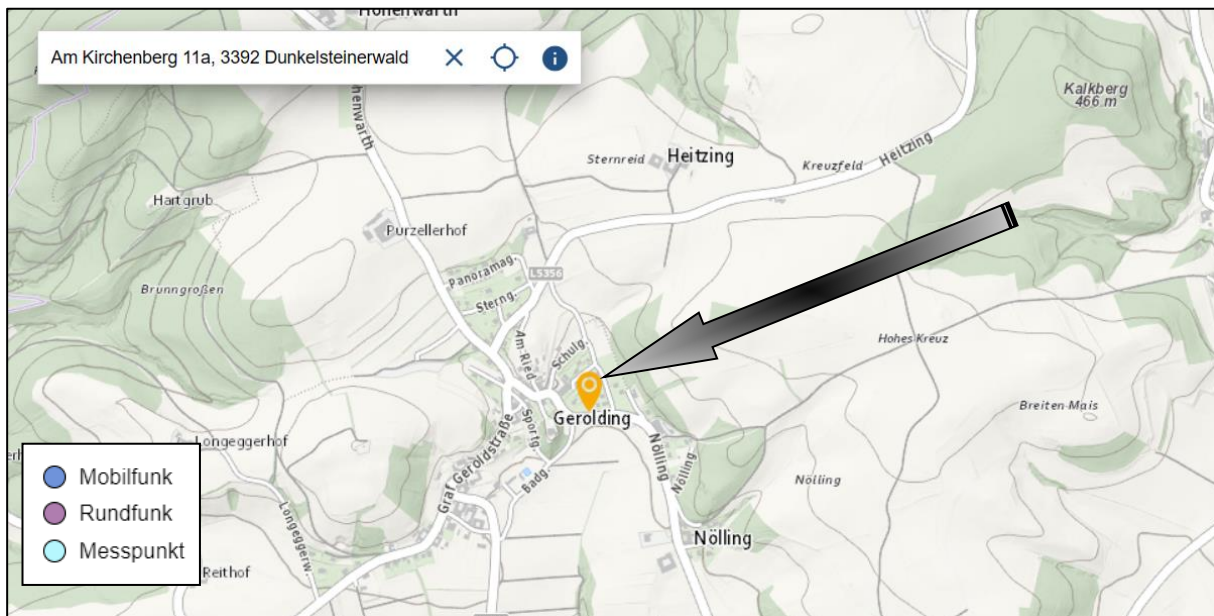 Hohenwarth
Am Kirchenberg 11a, 3392 Dunkelsteinerwald
Kalkberg
466 m
Heitzing
Sternreid
Heitzing
Kreuzfeld
Hartgrub
Purzellerhof
Panoramag.
L5356
Sterng.
Brunngroßen
Am-Ried
Schulg.
Hohes Kreuz
Gerolding
Sportg.
Breiten Mais
Longeggerhof
Graf Geroldstraße
Nölling
Nölling
Badg.
Nölling
Mobilfunk
Rundfunk
Messpunkt
Longeggerw.
Nölling
Reithof